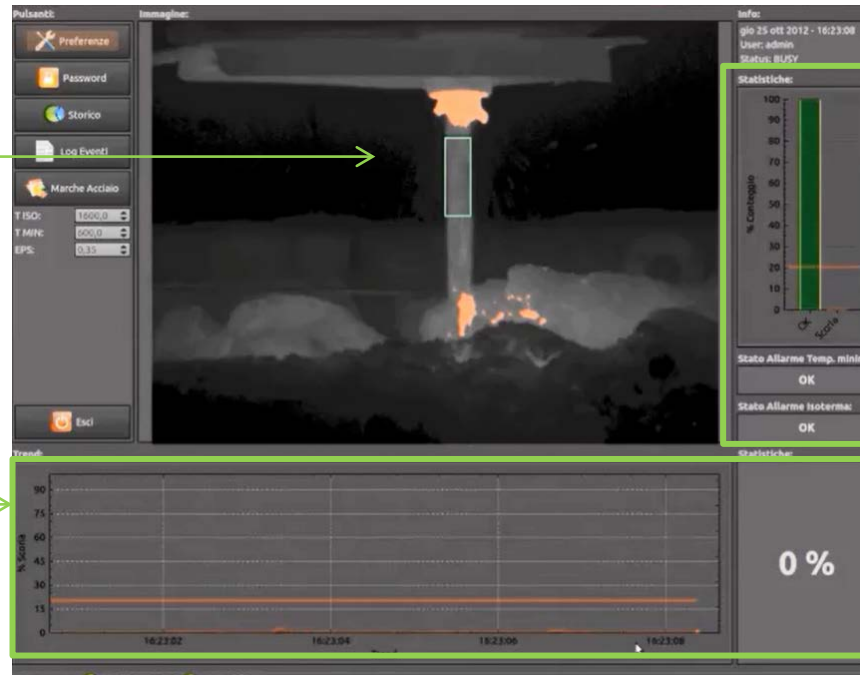 Pulsanti:
Preferenze
Password
Storico
Log Eventi
Marche Acciaio
T ISO: 1600,0
T MIN: 600,0
EPS: 0,35
Esci
Immagine:
Info:
gio 25 ott 2012 - 16:23:08
User: admin
Status: BUSY
Statistiche:
100
90
80
70
60
50
40
30
20
10
0
% Conteggio
OK
Scoria
Stato Allarme Temp.
OK
Stato Allarme Isoterma:
OK
Trend:
90
75
60
45
30
15
0
% Scoria
16:23:02
16:23:04
16:23:06
16:23:08
Statistiche:
0 %